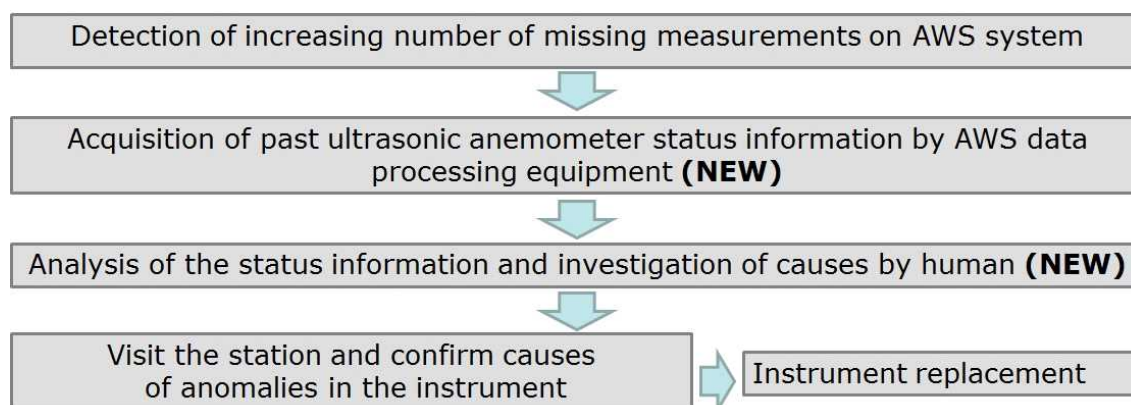 Detection of increasing number of missing measurements on AWS system
Acquisition of past ultrasonic anemometer status information by AWS data
processing equipment (NEW)
Analysis of the status information and investigation of causes by human (NEW)
Visit the station and confirm causes
of anomalies in the instrument
Instrument replacement